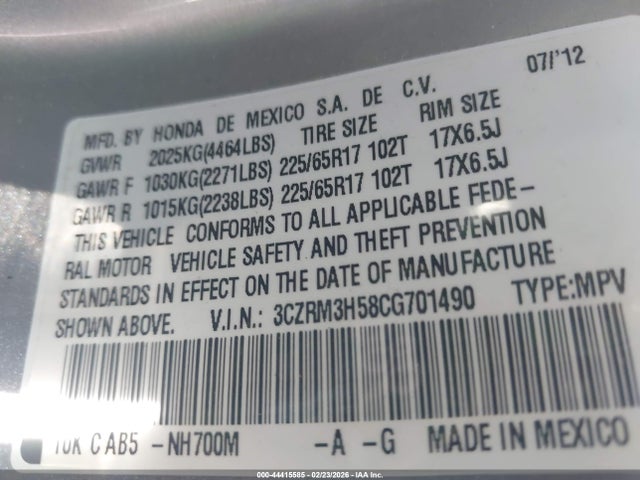 07/'12
MFD. BY HONDA DE MEXICO S.A. DE C.V.
GVWR 2025KG(4464LBS) TIRE SIZE RIM SIZE
GAWR F 1030KG(2271LBS) 225/65R17 102T 17X6.5J
GAWR R 1015KG(2238LBS) 225/65R17 102T 17X6.5J
THIS VEHICLE CONFORMS TO ALL APPLICABLE FEDE-
RAL MOTOR VEHICLE SAFETY AND THEFT PREVENTION
STANDARDS IN EFFECT ON THE DATE OF MANUFACTURE
SHOWN ABOVE. V.I.N.: 3CZRM3H58CG701490 TYPE:MPV
C AB5 -NH700M -A -G MADE IN MEXICO
000-44415585 - 02/23/2026 - IAA Inc.